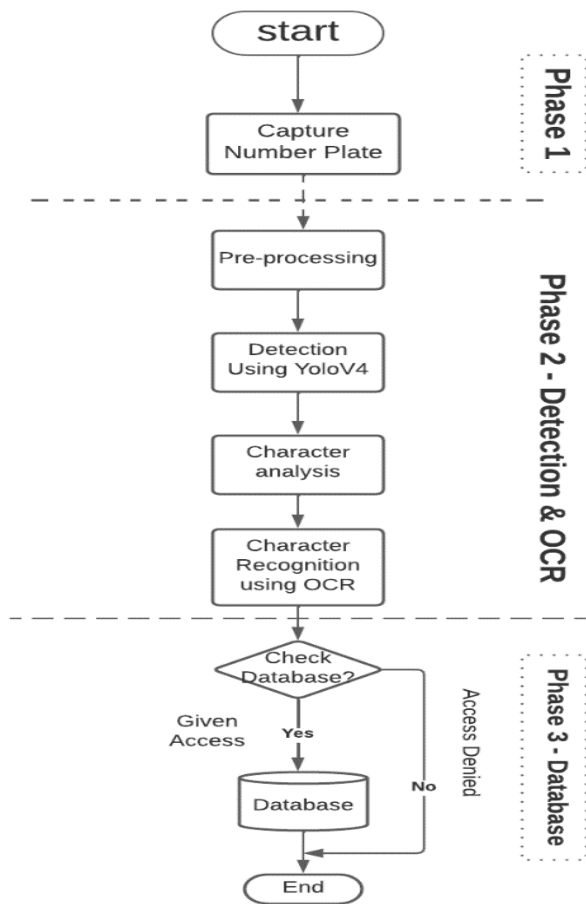 start
Phase 1
Capture
Number Plate
Pre-processing
Phase 2 - Detection & OCR
Detection
Using YoloV4
Character
analysis
Character
Recognition
using OCR
Check
Database?
Phase 3 - Database
Given
Access
Yes
Access Denied
No
Database
End